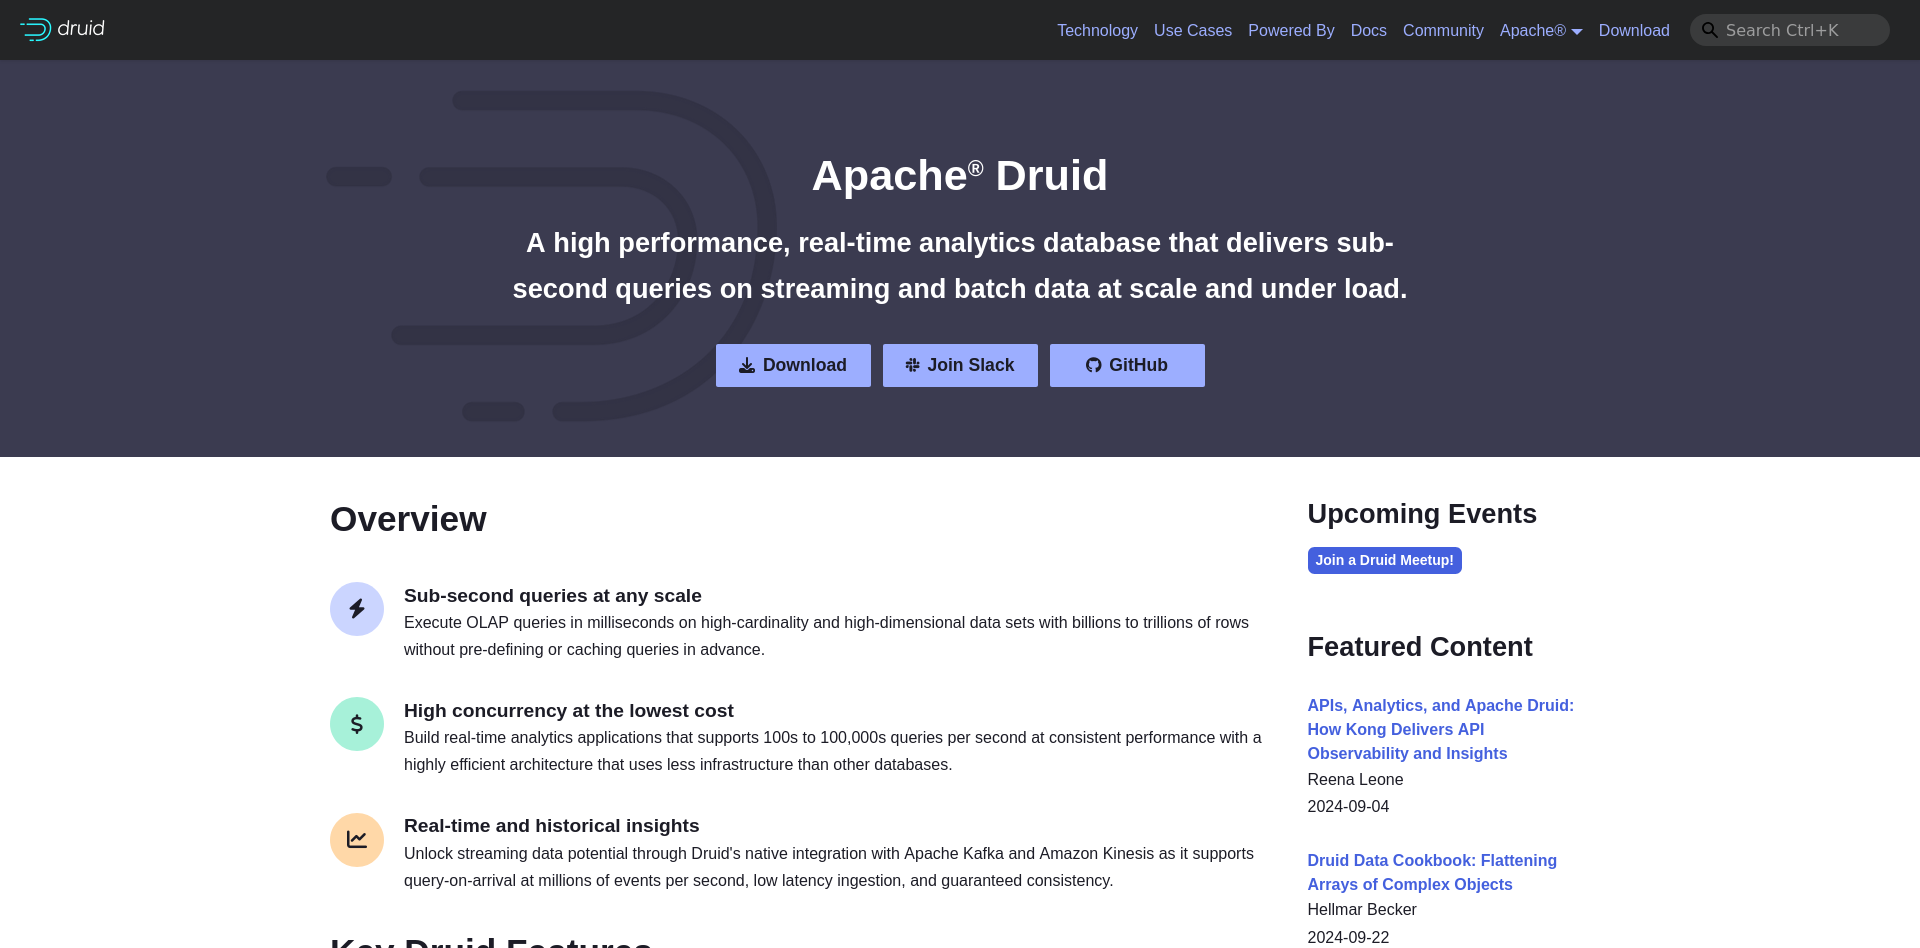 druid
Technology Use Cases Powered By Docs Community Apache® Download Search Ctrl+K
Apache® Druid
A high performance, real-time analytics database that delivers sub-
second queries on streaming and batch data at scale and under load.
Download Join Slack GitHub
Overview
Sub-second queries at any scale
Execute OLAP queries in milliseconds on high-cardinality and high-dimensional data sets with billions to trillions of rows
without pre-defining or caching queries in advance.
High concurrency at the lowest cost
Build real-time analytics applications that supports 100s to 100,000s queries per second at consistent performance with a
highly efficient architecture that uses less infrastructure than other databases.
Real-time and historical insights
Unlock streaming data potential through Druid's native integration with Apache Kafka and Amazon Kinesis as it supports
query-on-arrival at millions of events per second, low latency ingestion, and guaranteed consistency.
Key Druid Features
Upcoming Events
Join a Druid Meetup!
Featured Content
APIs, Analytics, and Apache Druid:
How Kong Delivers API
Observability and Insights
Reena Leone
2024-09-04
Druid Data Cookbook: Flattening
Arrays of Complex Objects
Hellmar Becker
2024-09-22